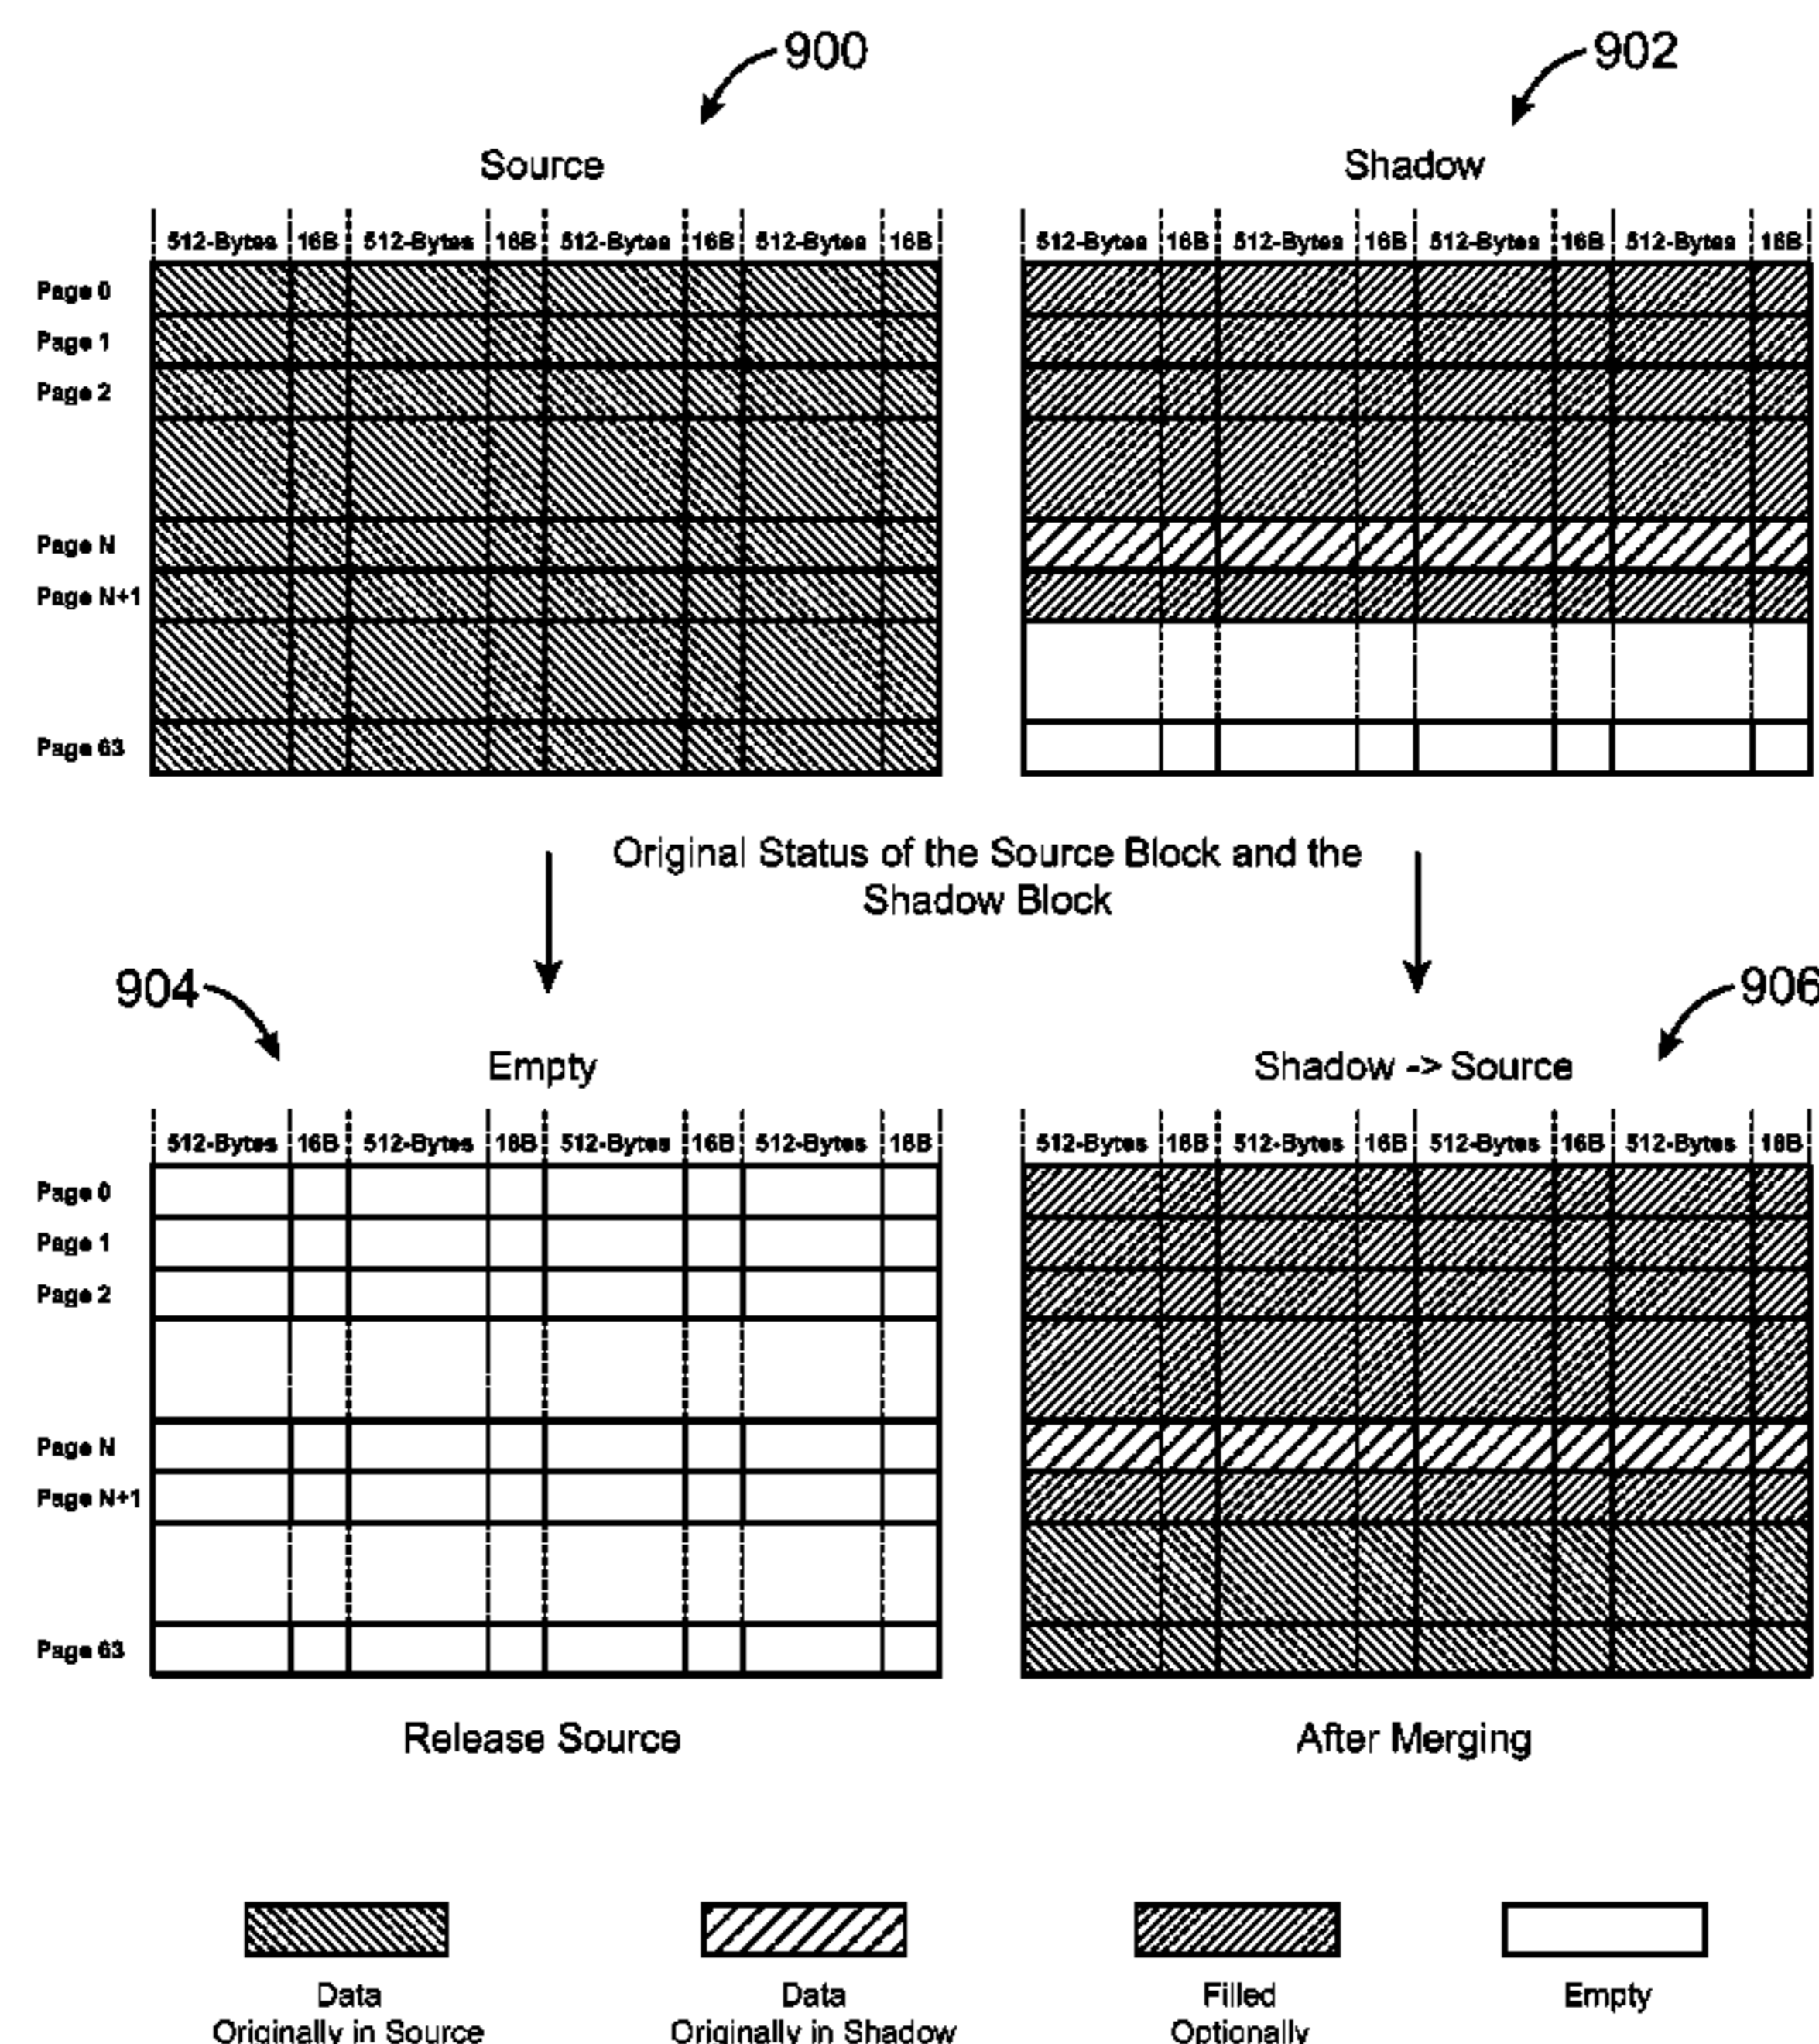 900
902
Source
Shadow
512-Bytes 16B 512-Bytes 16B 512-Bytes 16B 512-Bytes 16B
512-Bytes 16B 512-Bytes 16B 512-Bytes 16B 512-Bytes 16B
Page 0
Page 1
Page 2
Page N
Page N+1
Page 63
Original Status of the Source Block and the
Shadow Block
904
906
Empty
Shadow -> Source
512-Bytes 16B 512-Bytes 16B 512-Bytes 16B 512-Bytes 16B
512-Bytes 16B 512-Bytes 16B 512-Bytes 16B 512-Bytes 16B
Page 0
Page 1
Page 2
Page N
Page N+1
Page 63
Release Source
After Merging
Data
Originally in Source
Data
Originally in Shadow
Filled
Optionally
Empty